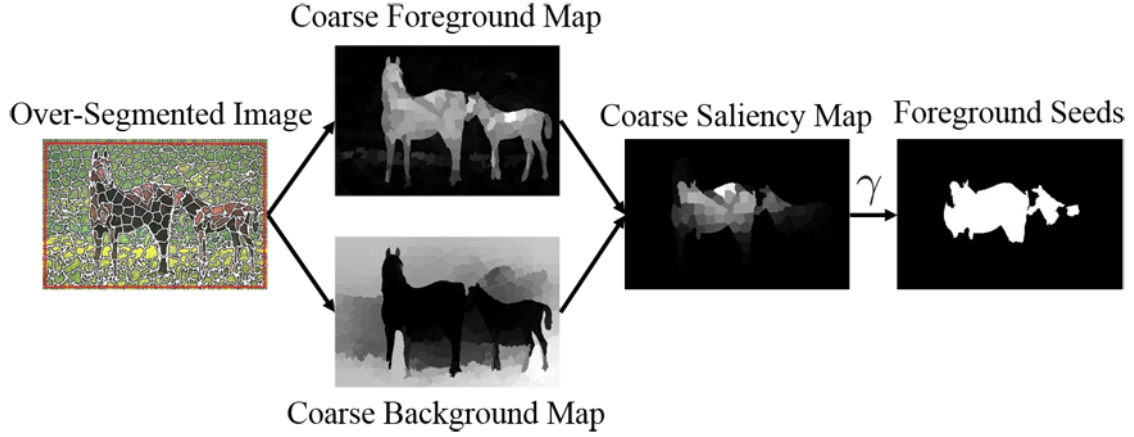 Coarse Foreground Map
Over-Segmented Image
Coarse Saliency Map
Foreground Seeds
γ
Coarse Background Map